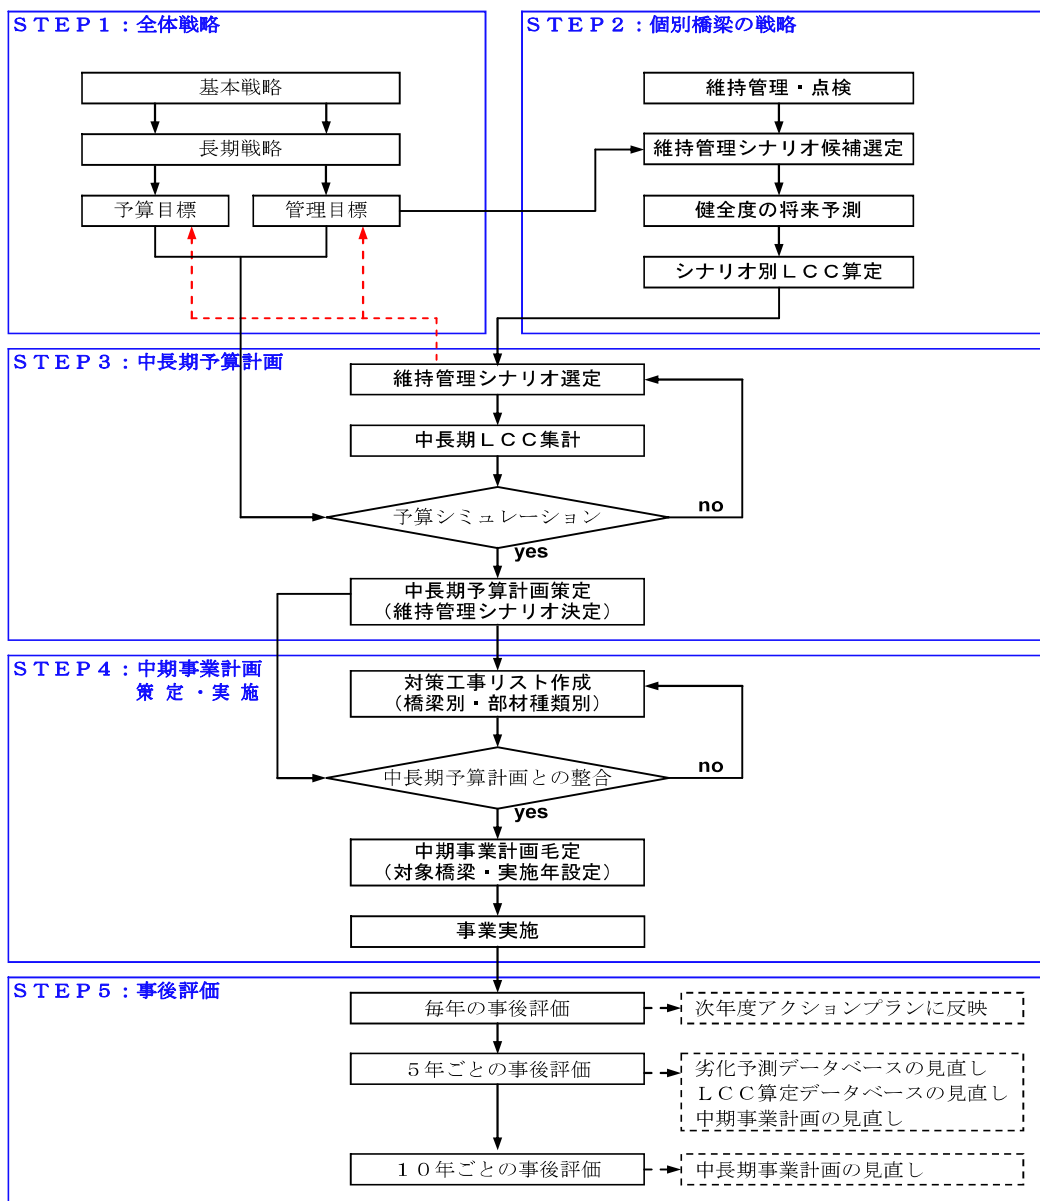 ＳＴＥＰ１：全体戦略
基本戦略
長期戦略
予算目標
管理目標
ＳＴＥＰ２：個別橋梁の戦略
維持管理・点検
維持管理シナリオ候補選定
健全度の将来予測
シナリオ別ＬＣＣ算定
ＳＴＥＰ３：中長期予算計画
維持管理シナリオ選定
中長期ＬＣＣ集計
予算シミュレーション
no
yes
中長期予算計画策定
（維持管理シナリオ決定）
ＳＴＥＰ４：中期事業計画
策定・実施
対策工事リスト作成
（橋梁別・部材種類別）
中長期予算計画との整合
no
yes
中期事業計画毛定
（対象橋梁・実施年設定）
事業実施
ＳＴＥＰ５：事後評価
毎年の事後評価
次年度アクションプランに反映
５年ごとの事後評価
劣化予測データベースの見直し
ＬＣＣ算定データベースの見直し
中期事業計画の見直し
１０年ごとの事後評価
中長期事業計画の見直し